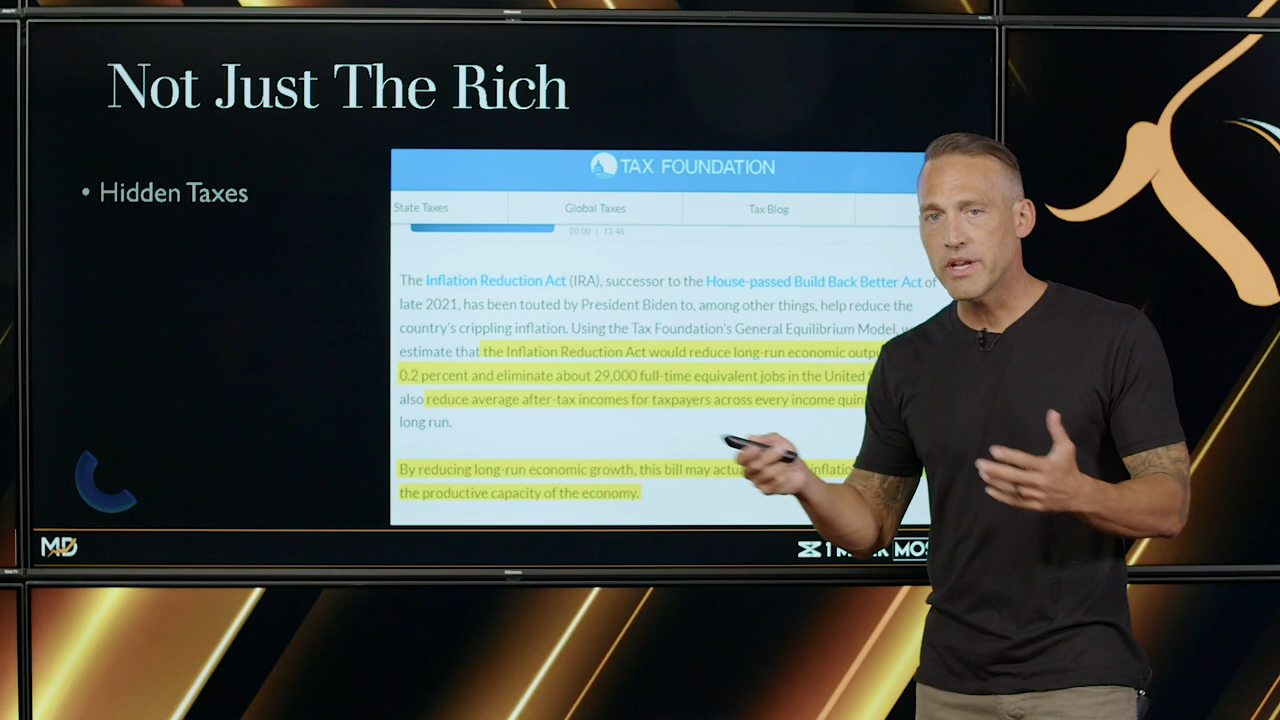 Not Just The Rich
• Hidden Taxes
TAX FOUNDATION
State Taxes
Global Taxes
Tax Blog
00:00 | 13:46
The Inflation Reduction Act (IRA), successor to the House-passed Build Back Better Act of
late 2021, has been touted by President Biden to, among other things, help reduce the
country's crippling inflation. Using the Tax Foundation's General Equilibrium Model,
estimate that the Inflation Reduction Act would reduce long-run economic
0.2 percent and eliminate about 29,000 full-time equivalent jobs in the United
also reduce average after-tax incomes for taxpayers across every income
long run.
By reducing long-run economic growth, this bill may
the productive capacity of the economy.
MD
1